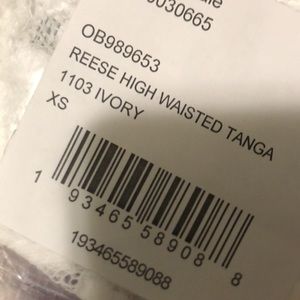 0030665
OB989653
REESE HIGH WAISTED TANGA
1103 IVORY
XS
1 93465 58908 8
193465589088